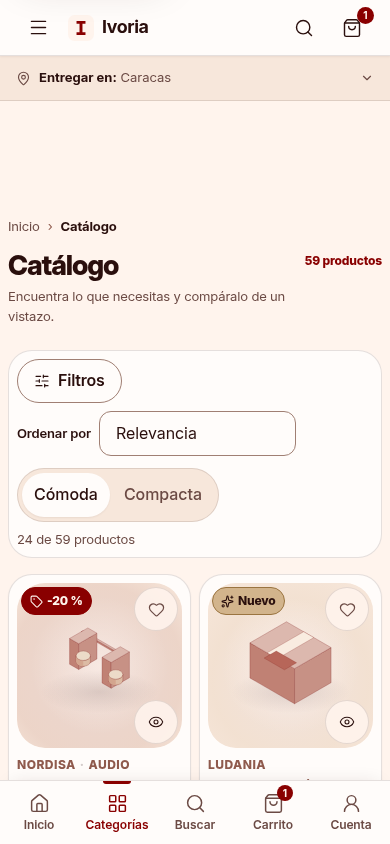 I Ivoria 1
Entregar en: Caracas
Inicio › Catálogo
Catálogo
59 productos
Encuentra lo que necesitas y compáralo de un
vistazo.
Filtros
Ordenar por Relevancia
Cómoda Compacta
24 de 59 productos
-20 %
Nuevo
NORDISA · AUDIO
LUDANIA
1
Inicio Categorías Buscar Carrito Cuenta